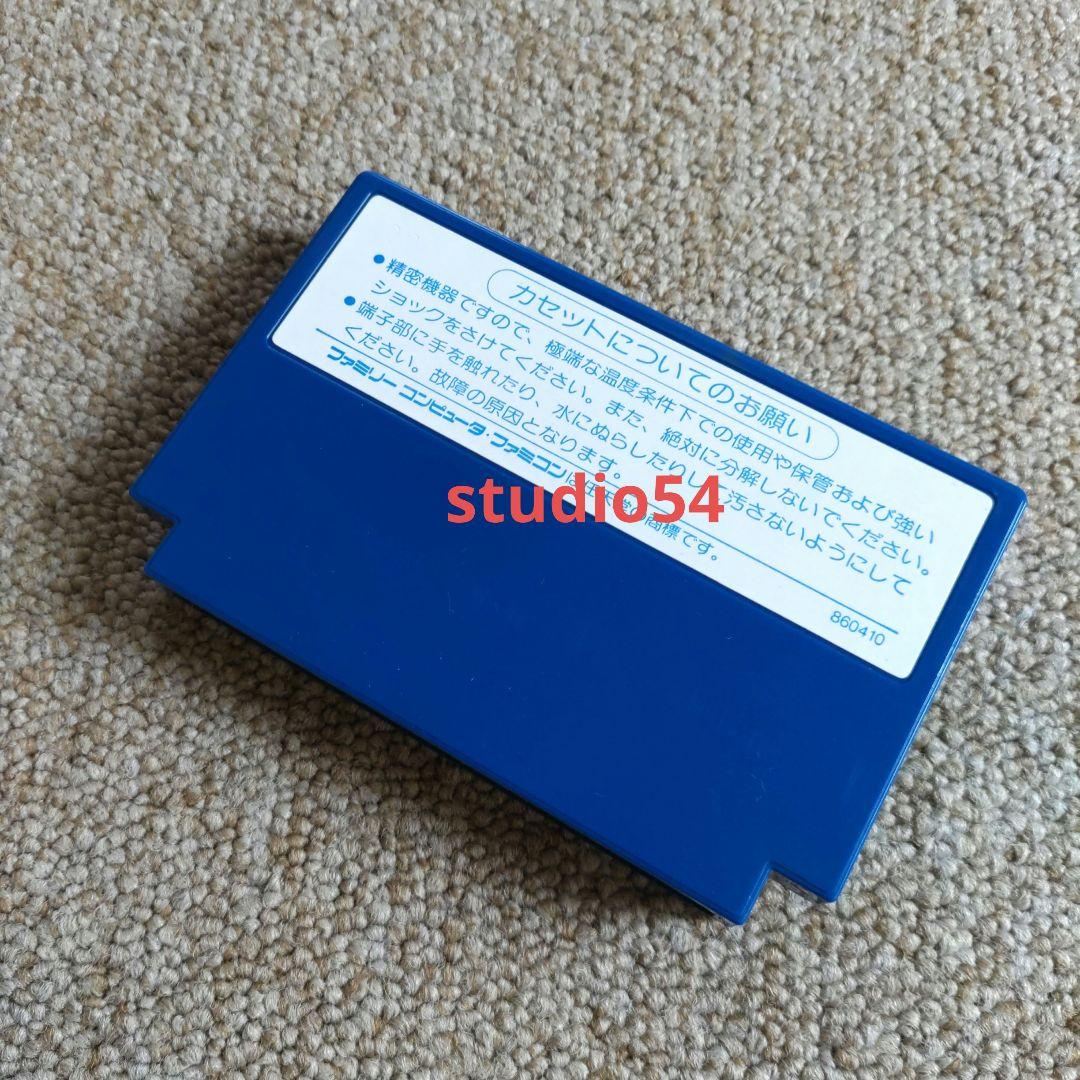 カセットについてのお願い
●精密機器ですので、極端な温度条件下での使用や保管および強い
ショックをさけてください。また、絶対に分解しないでください。
●端子部に手を触れたり、水にぬらしたりして汚さないようにして
ください。故障の原因となります。
ファミリーコンピュータ・ファミコンは任天堂の商標です。
860410
studio54